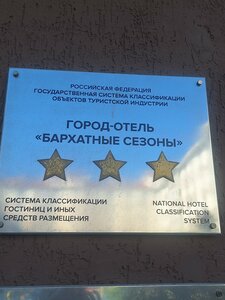 РОССИЙСКАЯ ФЕДЕРАЦИЯ
ГОСУДАРСТВЕННАЯ СИСТЕМА КЛАССИФИКАЦИИ
ОБЪЕКТОВ ТУРИСТСКОЙ ИНДУСТРИИ
ГОРОД-ОТЕЛЬ
«БАРХАТНЫЕ СЕЗОНЫ»
СИСТЕМА КЛАССИФИКАЦИИ
ГОСТИНИЦ И ИНЫХ
СРЕДСТВ РАЗМЕЩЕНИЯ
NATIONAL HOTEL
CLASSIFICATION
SYSTEM